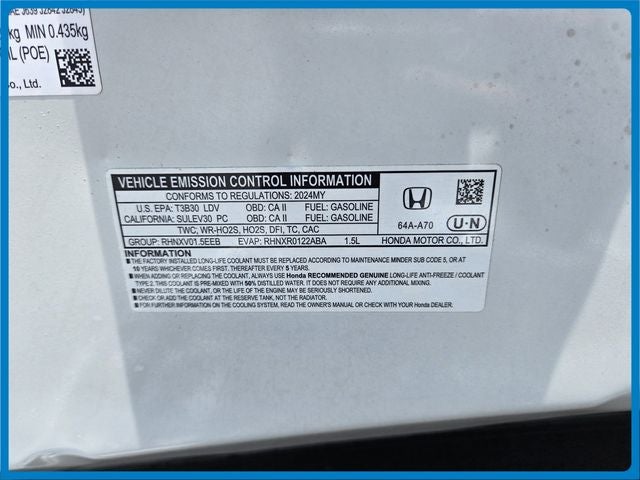 kg MIN 0.435kg
AL (POE)
Co., Ltd.
VEHICLE EMISSION CONTROL INFORMATION
CONFORMS TO REGULATIONS: 2024MY
U.S. EPA: T3B30 LDV OBD: CA II FUEL: GASOLINE
CALIFORNIA: SULEV30 PC OBD: CA II FUEL: GASOLINE
TWC, WR-HO2S, HO2S, DFI, TC, CAC
GROUP: RHNXV01.5EEB EVAP: RHNXR0122ABA 1.5L
64A-A70
U·N
HONDA MOTOR CO., LTD.
INFORMATION
■THE FACTORY INSTALLED LONG-LIFE COOLANT MUST BE REPLACED ACCORDING TO MAINTENANCE MINDER SUB CODE 5, OR AT
10 YEARS WHICHEVER COMES FIRST. THEREAFTER EVERY 5 YEARS.
■WHEN ADDING OR REPLACING THE COOLANT, ALWAYS USE Honda RECOMMENDED GENUINE LONG-LIFE ANTI-FREEZE / COOLANT
TYPE 2. THIS COOLANT IS PRE-MIXED WITH 50% DISTILLED WATER. IT DOES NOT REQUIRE ANY ADDITIONAL MIXING.
■NEVER DILUTE THE COOLANT, OR THE LIFE OF THE ENGINE MAY BE SERIOUSLY SHORTENED.
■CHECK OR ADD THE COOLANT AT THE RESERVE TANK, NOT THE RADIATOR.
■FOR FURTHER INFORMATION ON THE COOLING SYSTEM, READ THE OWNER'S MANUAL OR CHECK WITH YOUR Honda DEALER.